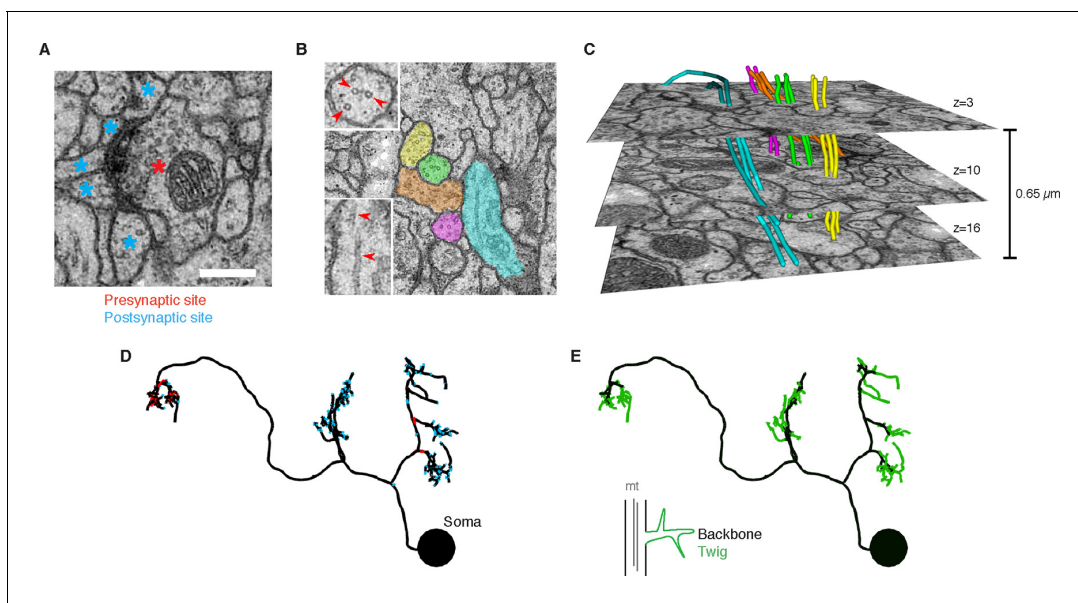 A
B
C
z=3
z=10
0.65 µm
z=16
Presynaptic site
Postsynaptic site
D
E
mt
Soma
Backbone
Twig